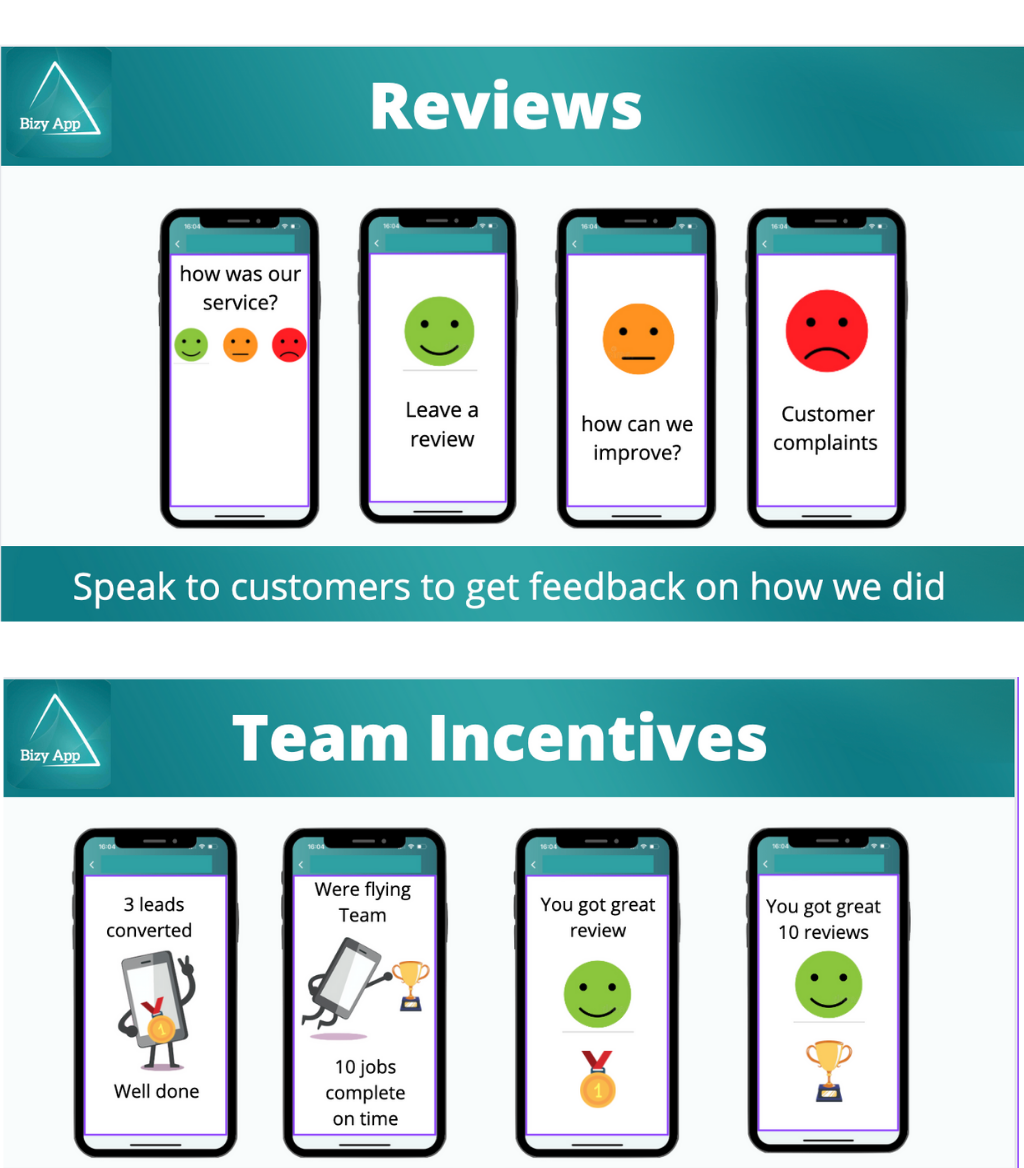 Bizy App
Reviews
16:04
16:04
16:04
16:04
how was our
service?
Leave a
review
how can we
improve?
Customer
complaints
Speak to customers to get feedback on how we did
Bizy App
Team Incentives
16:04
16:04
16:04
16:04
3 leads
converted
1
Well done
Were flying
Team
10 jobs
complete
on time
You got great
review
1
You got great
10 reviews